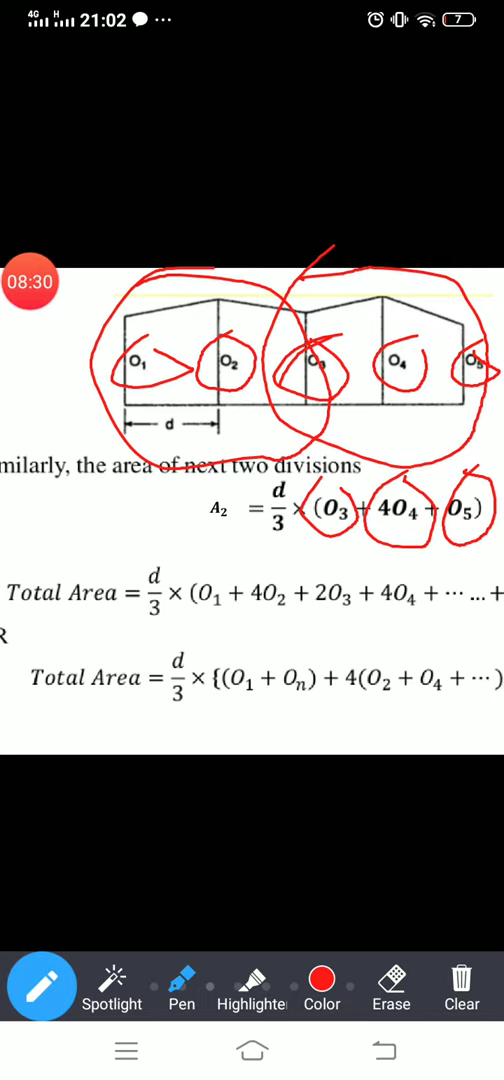 4G H 21:02 ... 7
08:30
O₁ O₂ O₃ O₄ O₅
d
milarly, the area of next two divisions
A₂ = d/3 × (O₃ + 4O₄ + O₅)
Total Area = d/3 × (O₁ + 4O₂ + 2O₃ + 4O₄ + ⋯ … +
R
Total Area = d/3 × {(O₁ + Oₙ) + 4(O₂ + O₄ + ⋯)
Spotlight Pen Highlighte Color Erase Clear